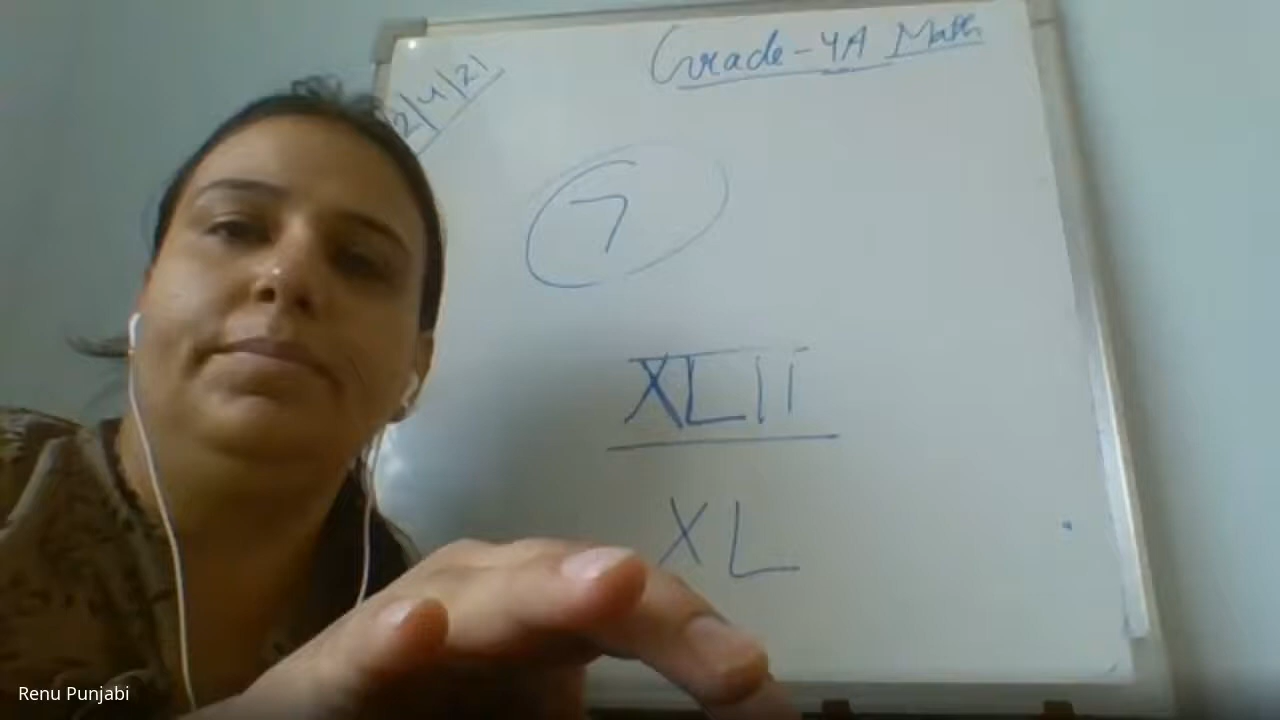 Grade-4A Math
2/4/21
7
XLII
XL
Renu Punjabi